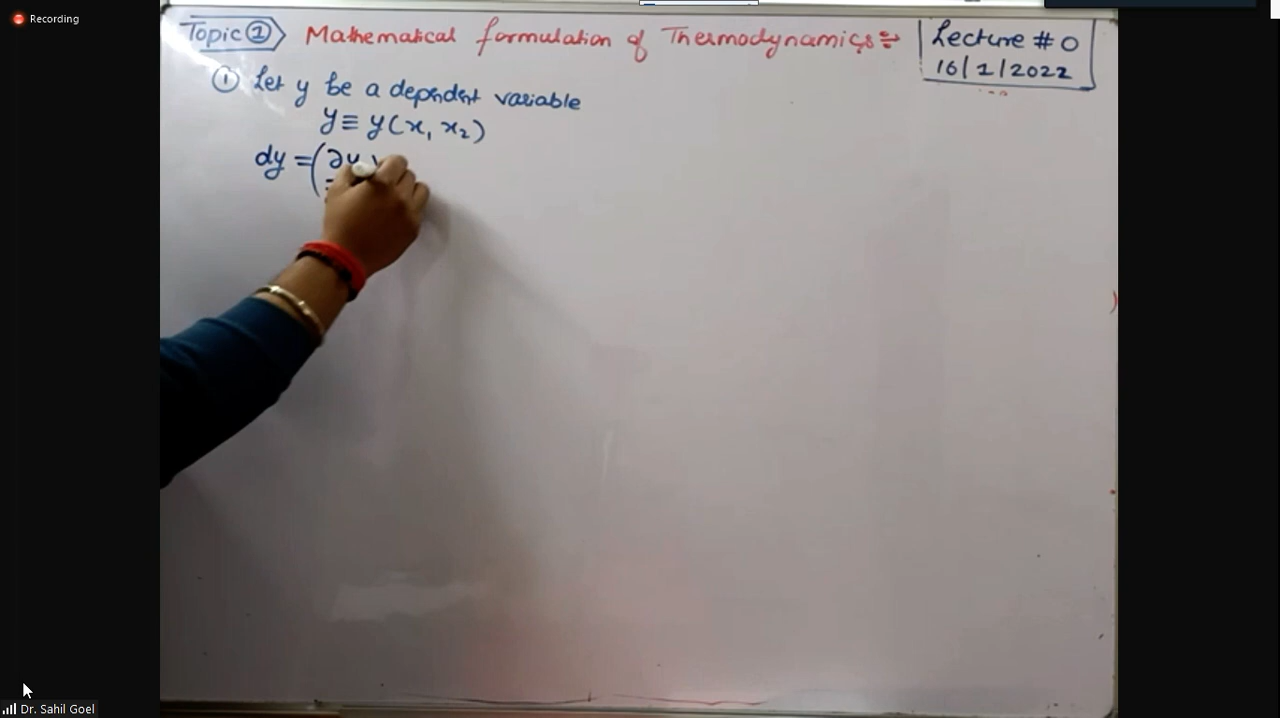 Recording
Topic ① Mathematical formulation of Thermodynamics:-
Lecture # 0
16/1/2022
① Let y be a dependent variable
y ≡ y(x₁ x₂)
dy = (∂y
Dr. Sahil Goel